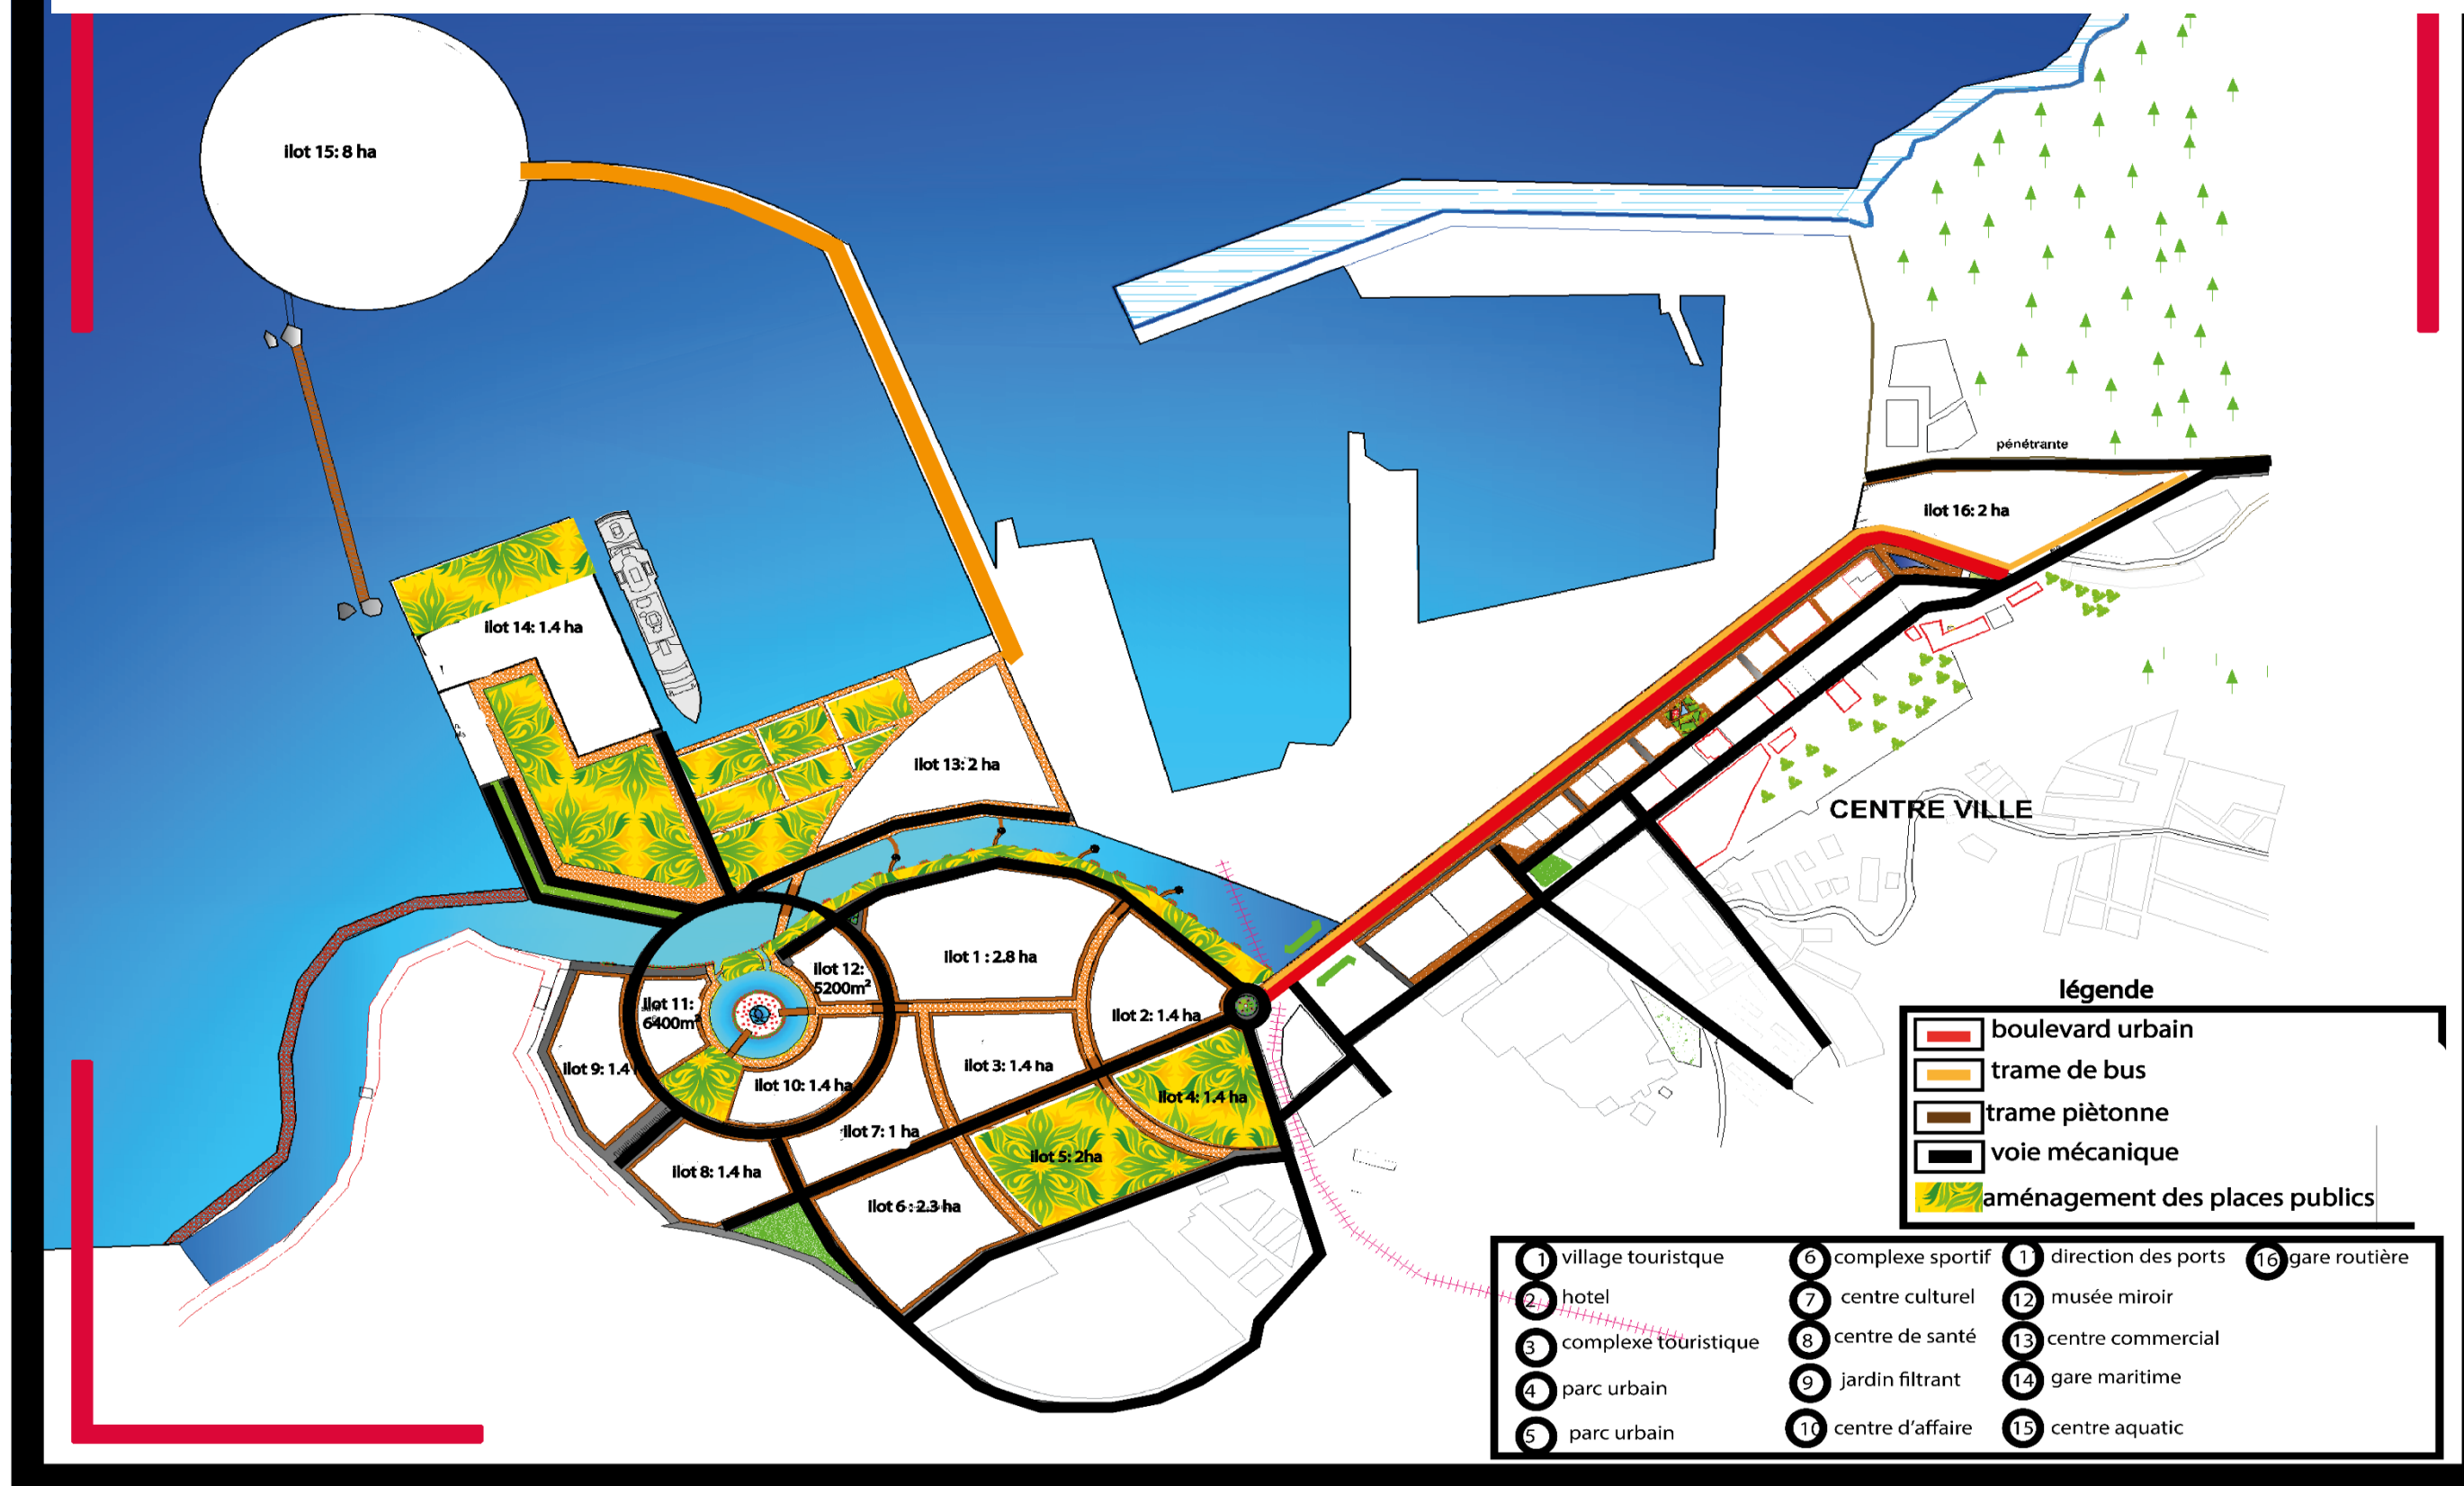 ilot 15: 8 ha
pénétrante
ilot 16: 2 ha
ilot 14: 1.4 ha
ilot 13: 2 ha
CENTRE VILLE
ilot 1 : 2.8 ha
ilot 12:
5200m²
ilot 11:
6400m²
ilot 2: 1.4 ha
ilot 9: 1.4
ilot 10: 1.4 ha
ilot 3: 1.4 ha
ilot 4: 1.4 ha
ilot 7: 1 ha
ilot 5: 2ha
ilot 8: 1.4 ha
ilot 6 : 2.3 ha
légende
boulevard urbain
trame de bus
trame piètonne
voie mécanique
aménagement des places publics
1 village touristque
2 hotel
3 complexe touristique
4 parc urbain
5 parc urbain
6 complexe sportif
7 centre culturel
8 centre de santé
9 jardin filtrant
10 centre d'affaire
11 direction des ports
12 musée miroir
13 centre commercial
14 gare maritime
15 centre aquatic
16 gare routière